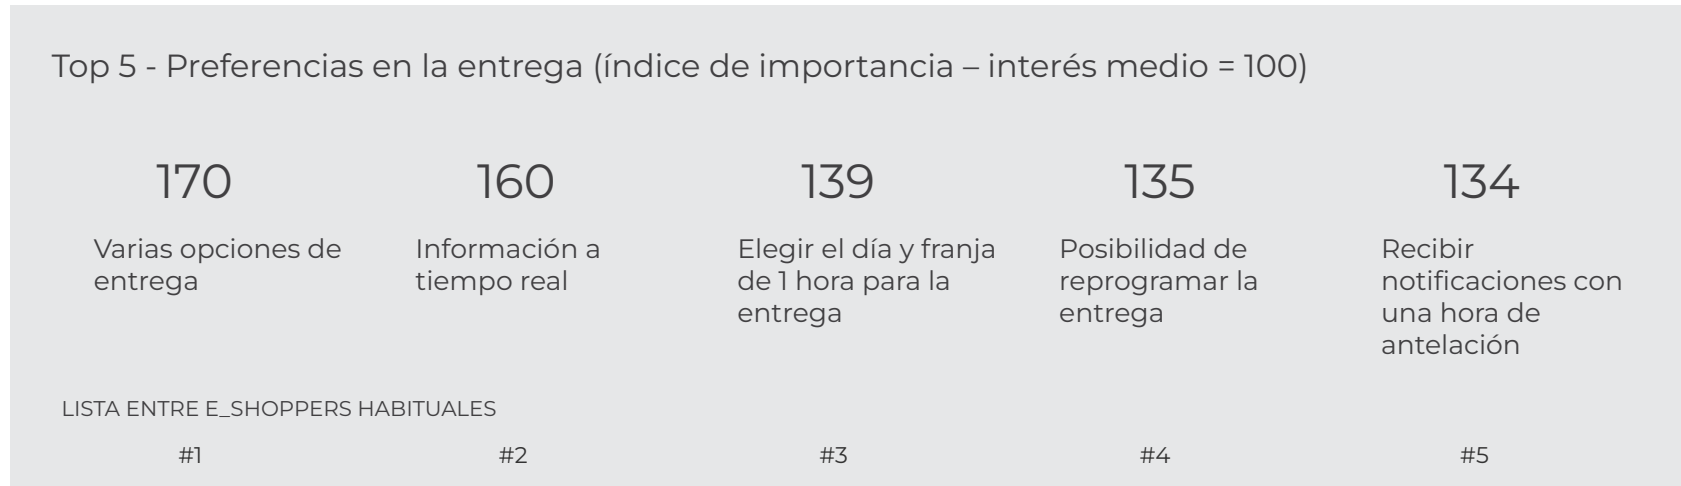 Top 5 - Preferencias en la entrega (índice de importancia – interés medio = 100)
170
Varias opciones de
entrega
160
Información a
tiempo real
139
Elegir el día y franja
de 1 hora para la
entrega
135
Posibilidad de
reprogramar la
entrega
134
Recibir
notificaciones con
una hora de
antelación
LISTA ENTRE E_SHOPPERS HABITUALES
#1 #2 #3 #4 #5